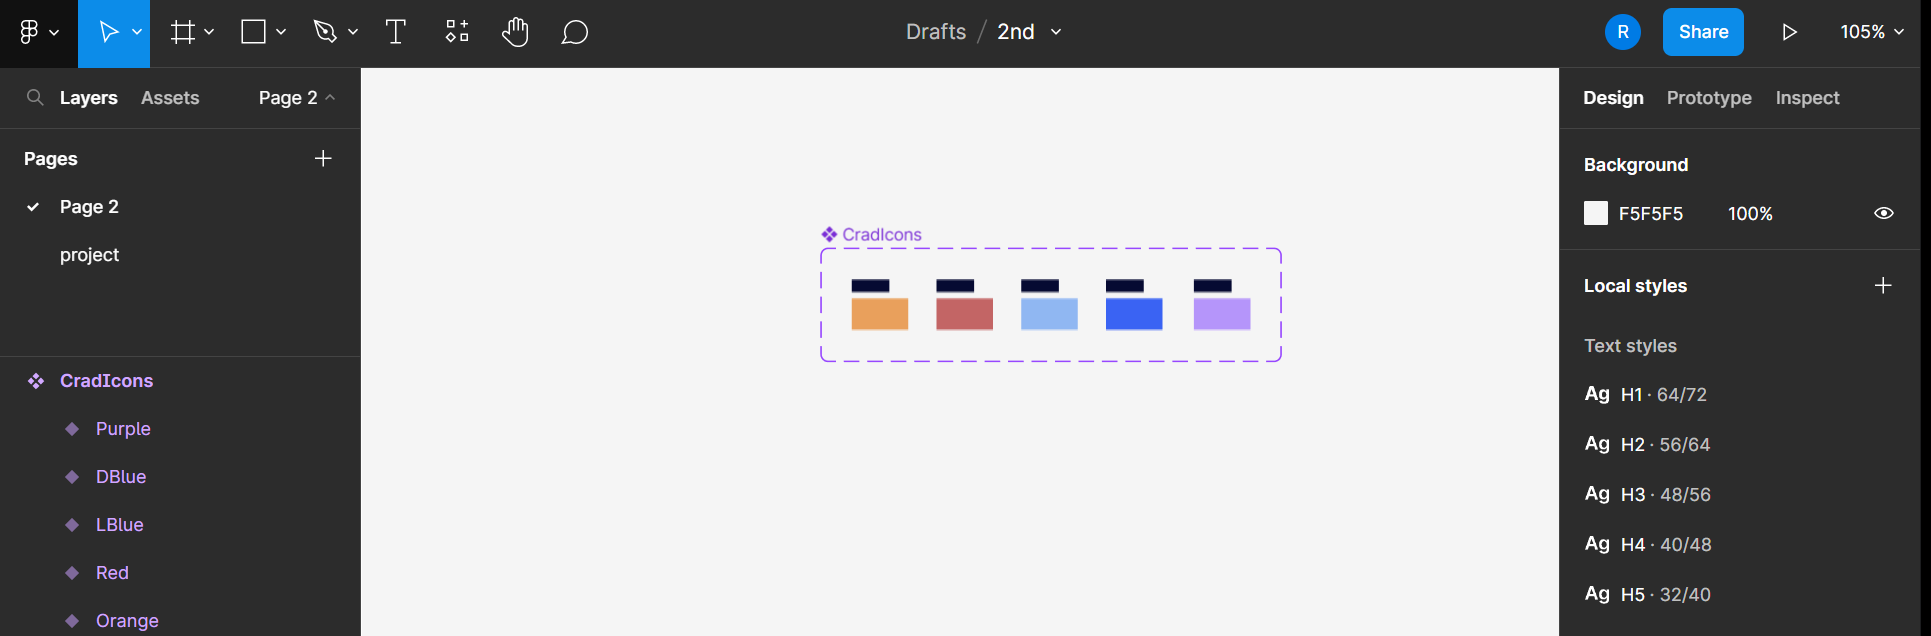 Drafts / 2nd
R
Share
105%
Layers Assets Page 2
Pages
Page 2
project
CradIcons
Purple
DBlue
LBlue
Red
Orange
CradIcons
Design Prototype Inspect
Background
F5F5F5 100%
Local styles
Text styles
Ag H1 · 64/72
Ag H2 · 56/64
Ag H3 · 48/56
Ag H4 · 40/48
Ag H5 · 32/40